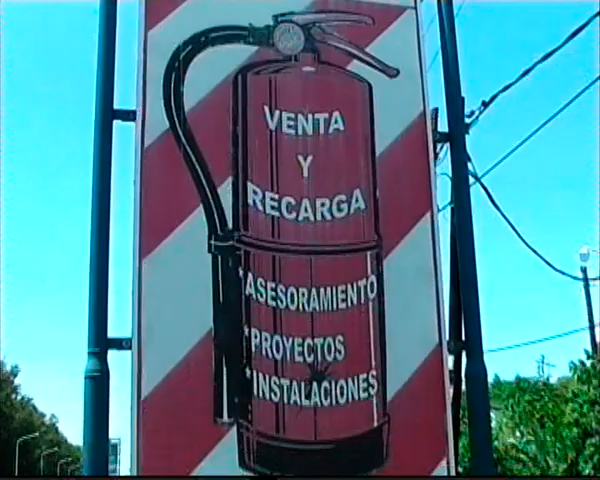 VENTA
Y
RECARGA
*ASESORAMIENTO
*PROYECTOS
*INSTALACIONES